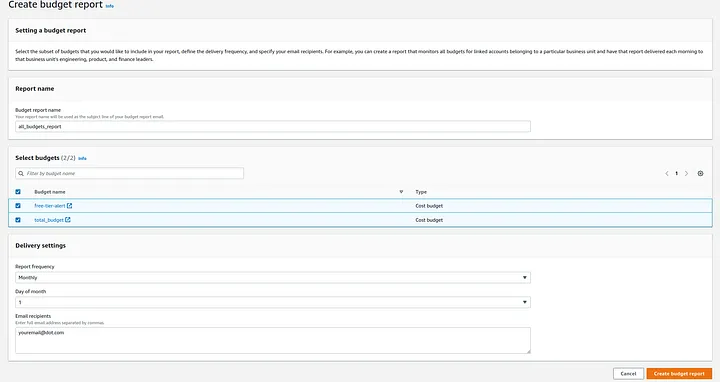 Create budget report Info
Setting a budget report
Select the subset of budgets that you would like to include in your report, define the delivery frequency, and specify your email recipients. For example, you can create a report that monitors all budgets for linked accounts belonging to a particular business unit and have that report delivered each morning to
that business unit's engineering, product, and finance leaders.
Report name
Budget report name
Your report name will be used as the subject line of your budget report email.
all_budgets_report
Select budgets (2/2) Info
Filter by budget name
1
Budget name Type
free-tier-alert Cost budget
total_budget Cost budget
Delivery settings
Report frequency
Monthly
Day of month
1
Email recipients
Enter full email address separated by commas.
youremail@dot.com
Cancel Create budget report